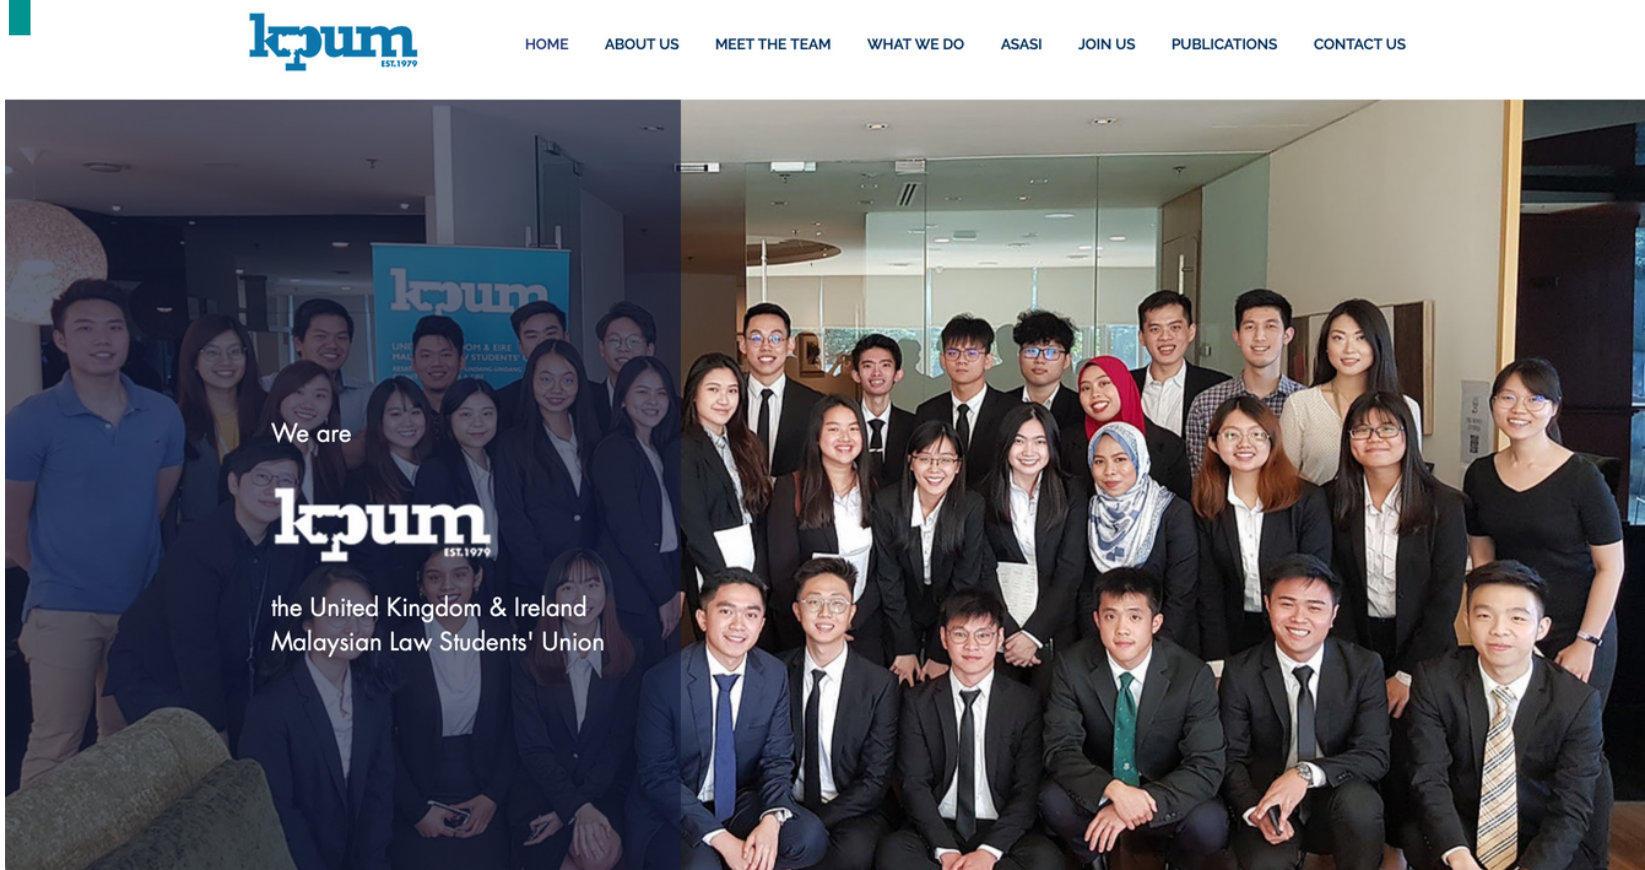 kpum
EST.1979
HOME
ABOUT US
MEET THE TEAM
WHAT WE DO
ASASI
JOIN US
PUBLICATIONS
CONTACT US
kpum
We are
kpum
EST.1979
the United Kingdom & Ireland
Malaysian Law Students' Union